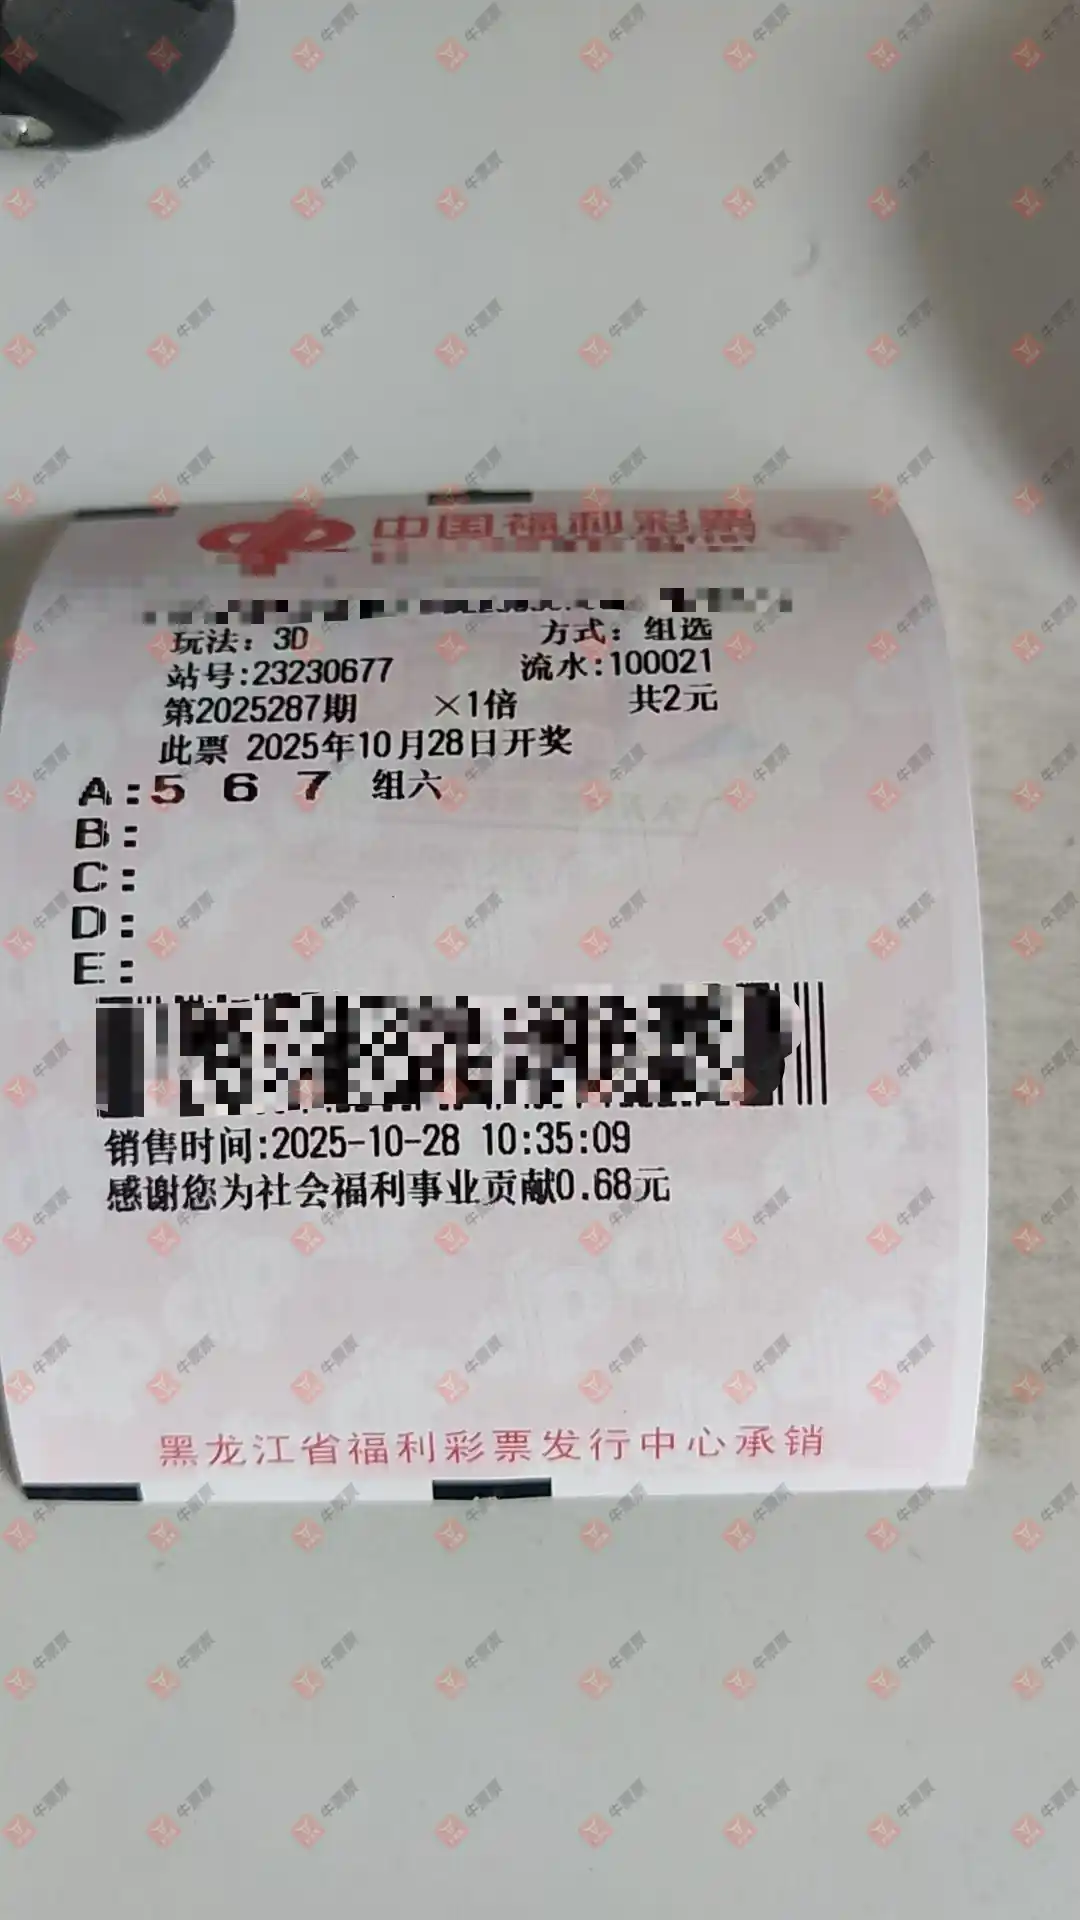 中国福利彩票
玩法：3D 方式：组选
站号:23230677 流水:100021
第2025287期 ×1倍 共2元
此票 2025年10月28日开奖
A:5 6 7 组六
B:
C:
D:
E:
销售时间:2025-10-28 10:35:09
感谢您为社会福利事业贡献0.68元
黑龙江省福利彩票发行中心承销
牛票票